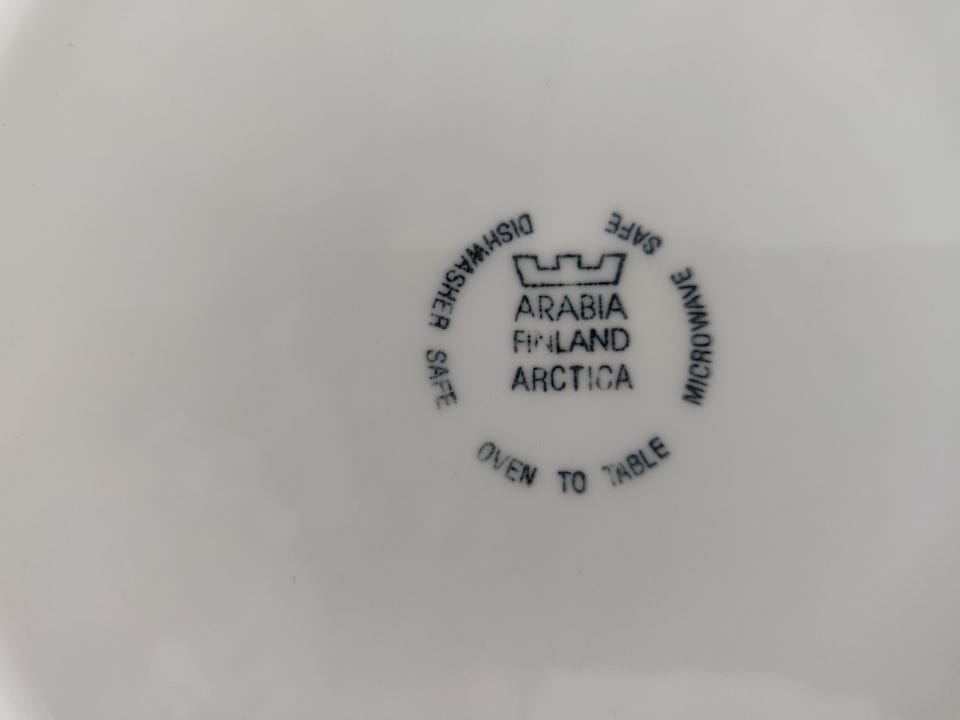 ARABIA
FINLAND
ARCTICA
DISHWASHER SAFE
OVEN TO TABLE
MICROWAVE SAFE